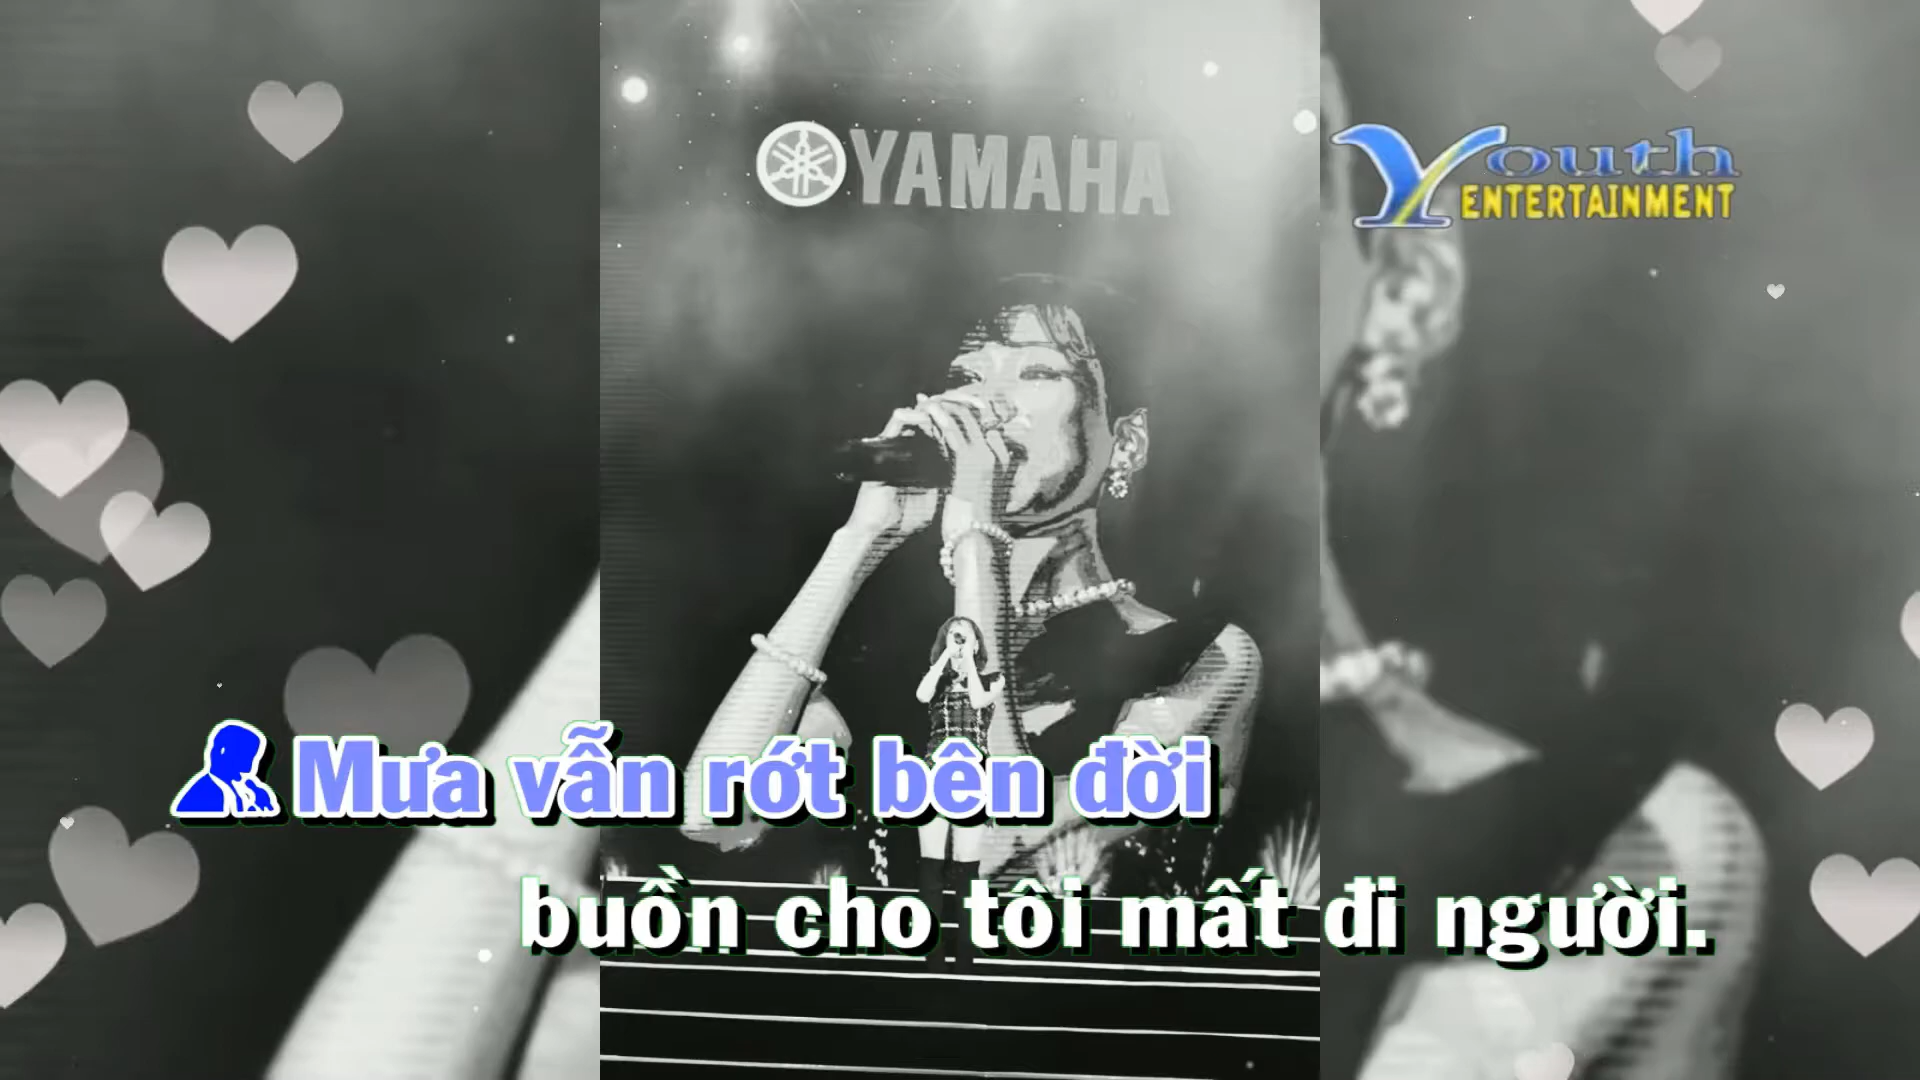 YAMAHA
Youth
ENTERTAINMENT
Mưa vẫn rớt bên đời
buồn cho tôi mất đi người.